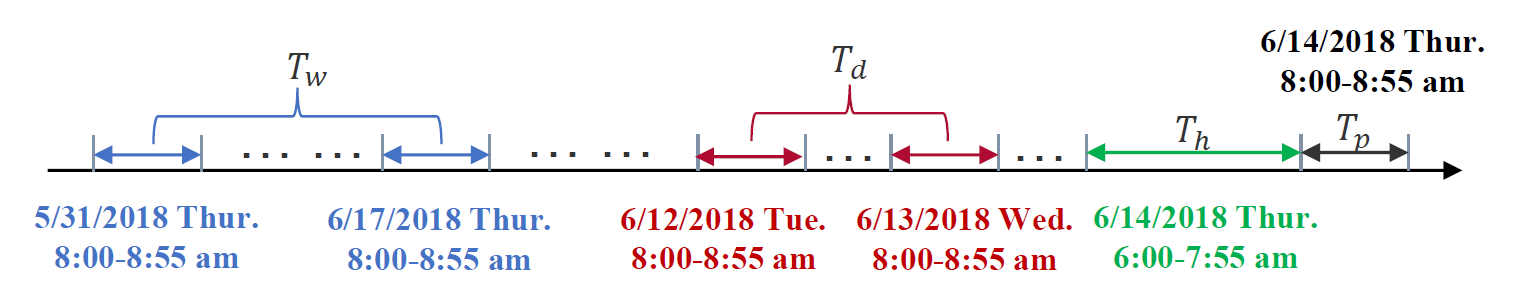 6/14/2018 Thur.
8:00-8:55 am
T_w
T_d
T_h
T_p
... ...
... ...
...
...
5/31/2018 Thur.
8:00-8:55 am
6/17/2018 Thur.
8:00-8:55 am
6/12/2018 Tue.
8:00-8:55 am
6/13/2018 Wed.
8:00-8:55 am
6/14/2018 Thur.
6:00-7:55 am